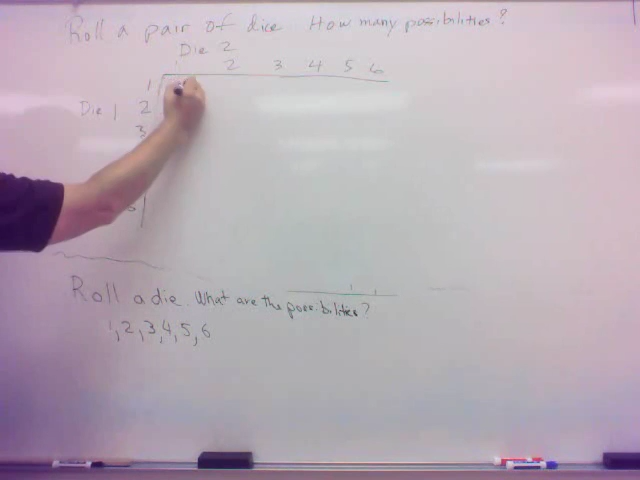 Roll a pair of dice. How many possibilities?
Die 2
1 2 3 4 5 6
1
Die 1 2
3
Roll a die. What are the possibilities?
1, 2, 3, 4, 5, 6